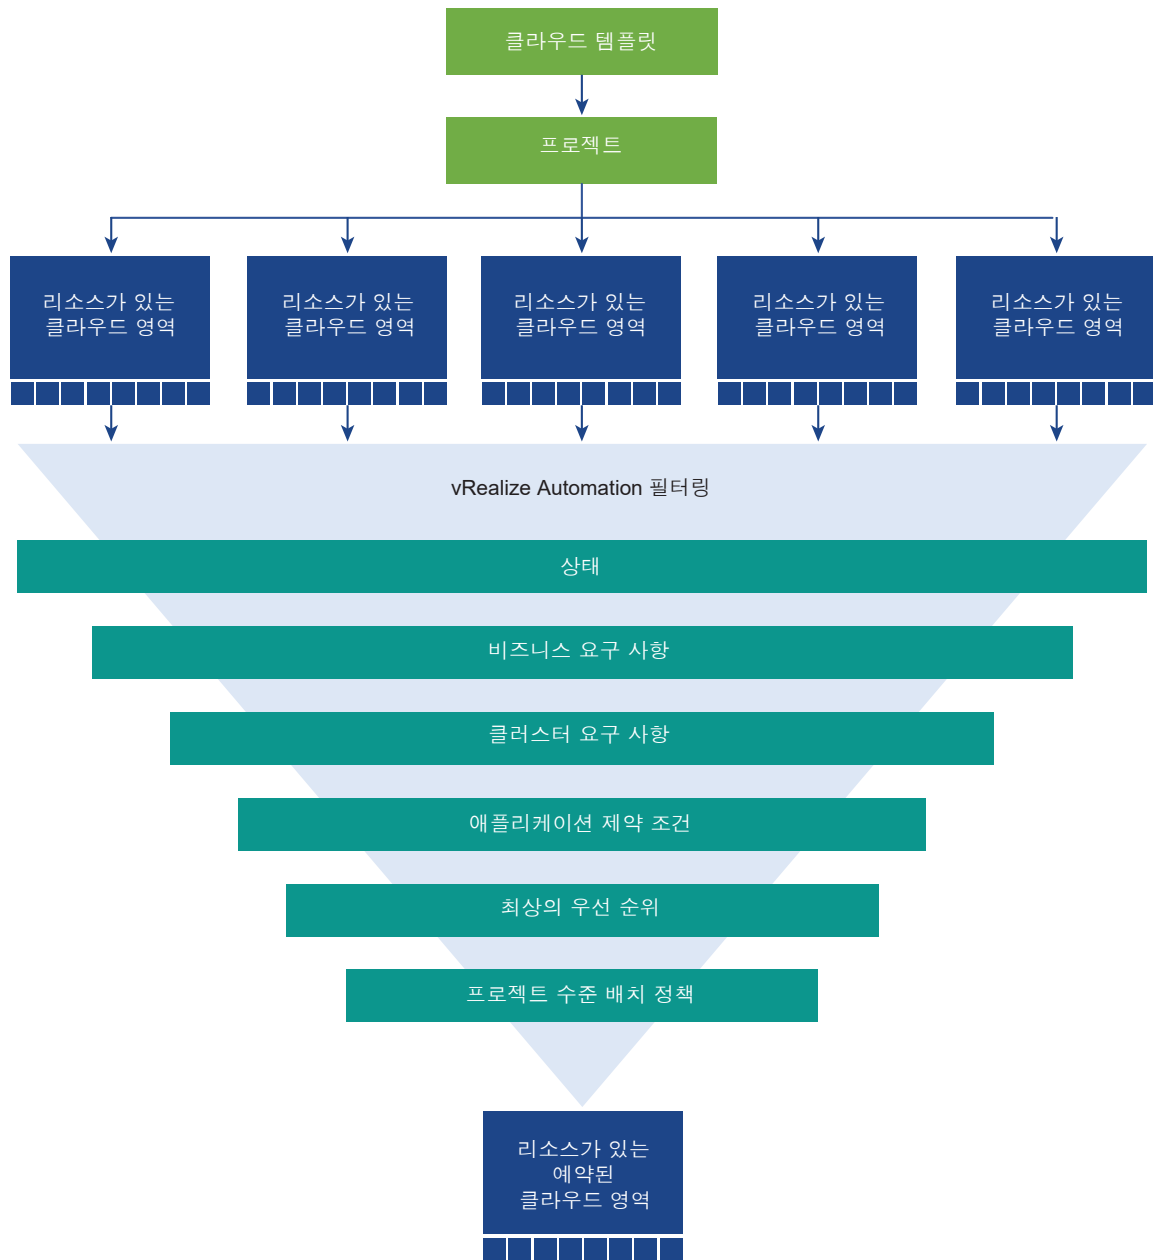 클라우드 템플릿
프로젝트
리소스가 있는
클라우드 영역
리소스가 있는
클라우드 영역
리소스가 있는
클라우드 영역
리소스가 있는
클라우드 영역
리소스가 있는
클라우드 영역
vRealize Automation 필터링
상태
비즈니스 요구 사항
클러스터 요구 사항
애플리케이션 제약 조건
최상의 우선 순위
프로젝트 수준 배치 정책
리소스가 있는
예약된
클라우드 영역